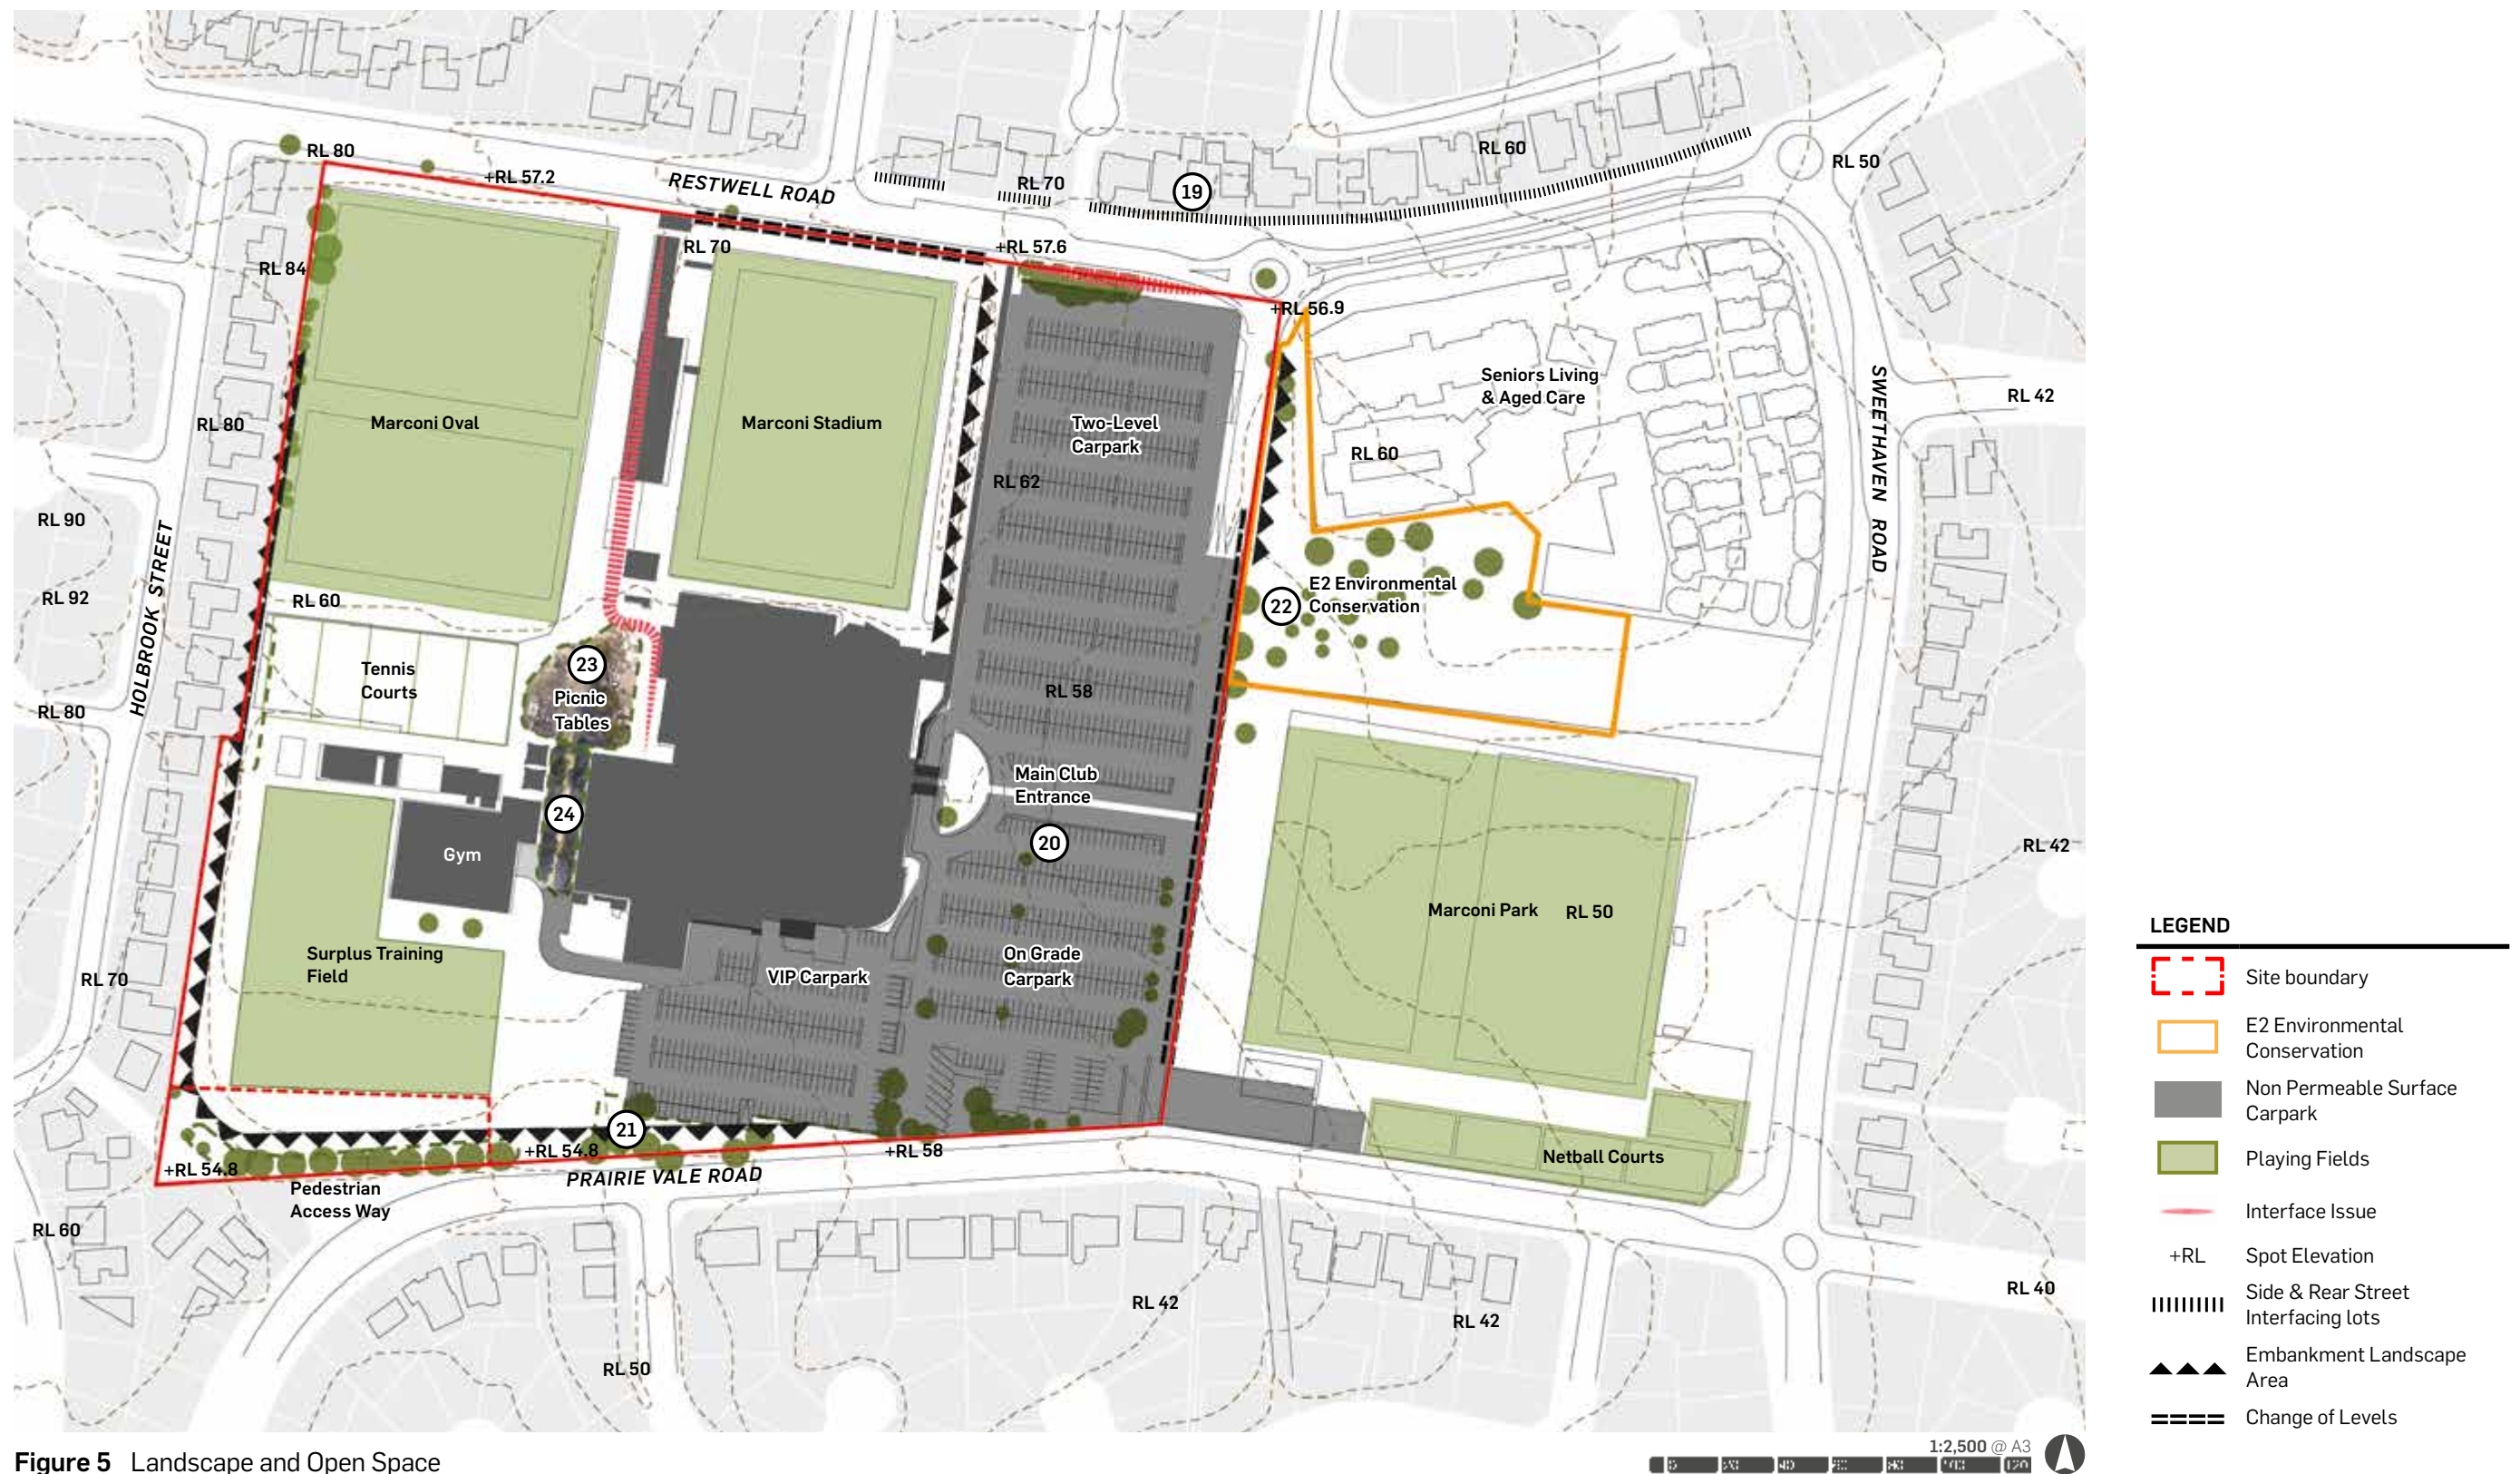 RL 80
+RL 57.2
RESTWELL ROAD
RL 70
19
RL 60
RL 50
RL 84
RL 70
+RL 57.6
+RL 56.9
Seniors Living
& Aged Care
SWEETHAVEN ROAD
RL 42
RL 80
Marconi Oval
Marconi Stadium
Two-Level
Carpark
RL 60
RL 62
RL 90
HOLBROOK STREET
RL 92
RL 60
22
E2 Environmental
Conservation
Tennis
Courts
23
Picnic
Tables
RL 58
RL 80
Main Club
Entrance
24
20
Gym
RL 42
Marconi Park
RL 50
Surplus Training
Field
RL 70
VIP Carpark
On Grade
Carpark
21
+RL 54.8
+RL 54.8
+RL 58
Netball Courts
PRAIRIE VALE ROAD
Pedestrian
Access Way
RL 60
RL 42
RL 42
RL 40
RL 50
LEGEND
Site boundary
E2 Environmental
Conservation
Non Permeable Surface
Carpark
Playing Fields
Interface Issue
+RL
Spot Elevation
Side & Rear Street
Interfacing lots
Embankment Landscape
Area
Change of Levels
1:2,500 @ A3
0 20 40 80 100 120
Figure 5 Landscape and Open Space